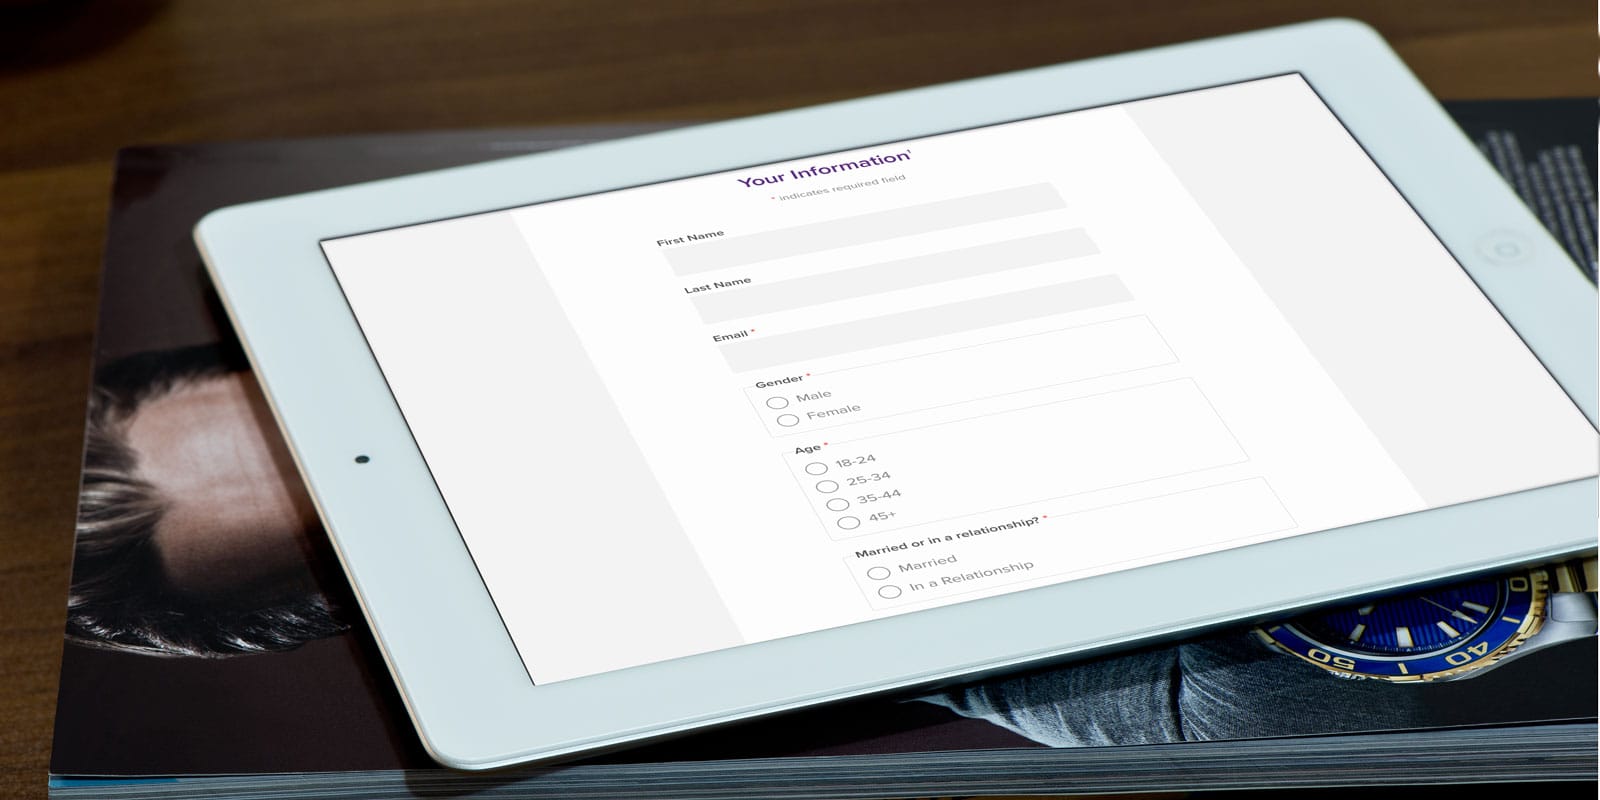 Your Information¹
* indicates required field
First Name
Last Name
Email *
Gender *
Male
Female
Age *
18-24
25-34
35-44
45+
Married or in a relationship? *
Married
In a Relationship
50
40